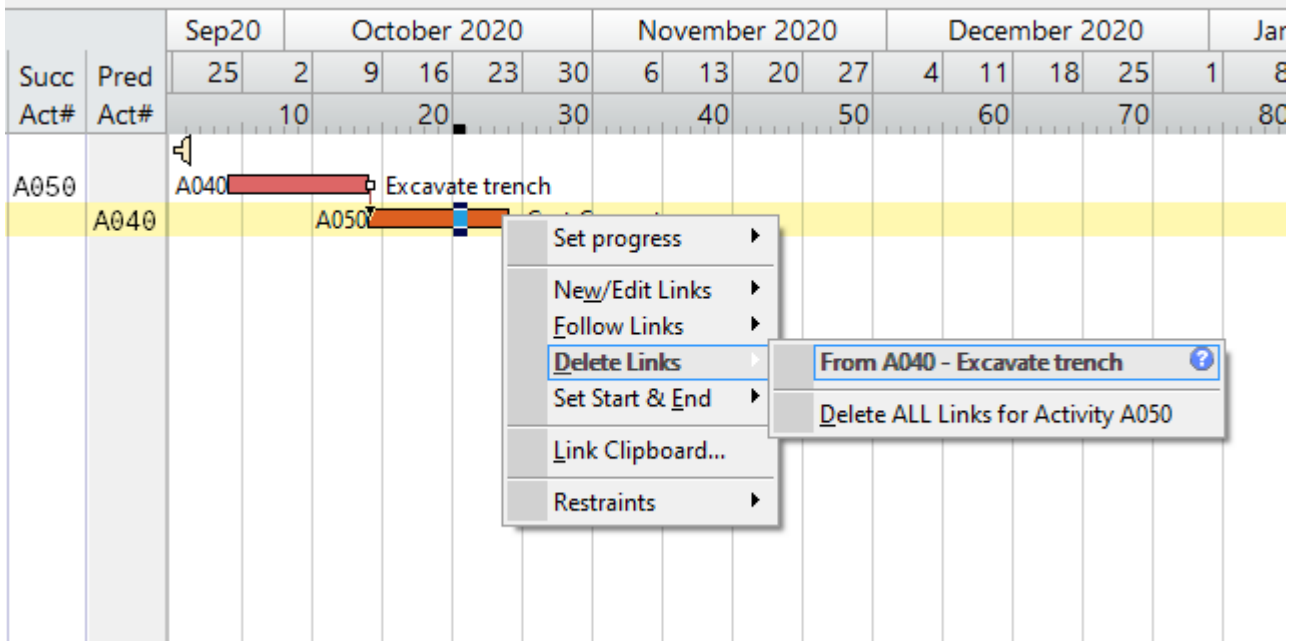 Sep20 October 2020 November 2020 December 2020 Jar
Succ Pred 25 2 9 16 23 30 6 13 20 27 4 11 18 25 1 8
Act# Act# 10 20 30 40 50 60 70 80
A050 A040 Excavate trench
A040 A050
Set progress
New/Edit Links
Follow Links
Delete Links
From A040 - Excavate trench ?
Set Start & End
Delete ALL Links for Activity A050
Link Clipboard...
Restraints